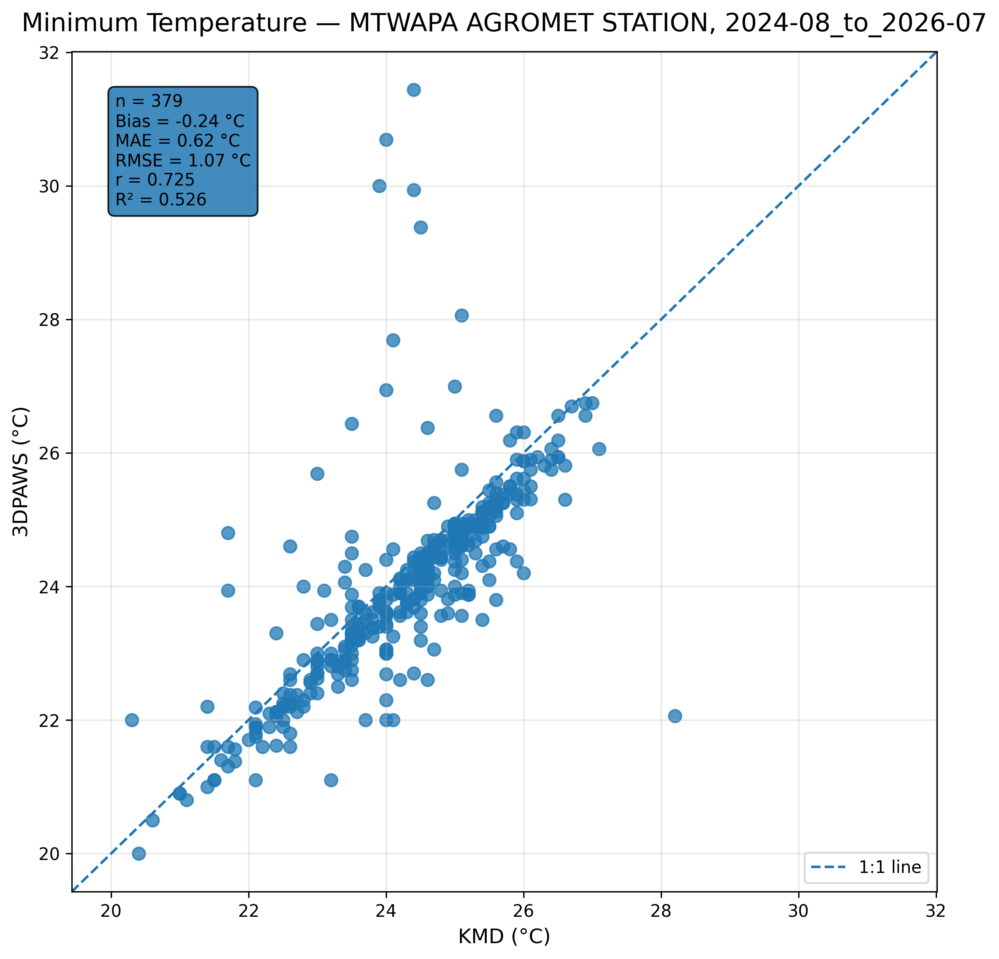 Minimum Temperature — MTWAPA AGROMET STATION, 2024-08_to_2026-07
32
30
28
26
24
22
20
3DPAWS (°C)
n = 379
Bias = -0.24 °C
MAE = 0.62 °C
RMSE = 1.07 °C
r = 0.725
R² = 0.526
1:1 line
20 22 24 26 28 30 32
KMD (°C)